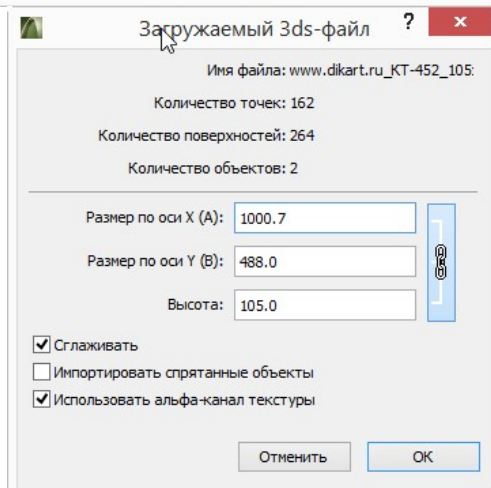 Загружаемый 3ds-файл ? x
Имя файла: www.dikart.ru_КТ-452_105:
Количество точек: 162
Количество поверхностей: 264
Количество объектов: 2
Размер по оси X (A): 1000.7
Размер по оси Y (B): 488.0
Высота: 105.0
Сглаживать
Импортировать спрятанные объекты
Использовать альфа-канал текстуры
Отменить OK